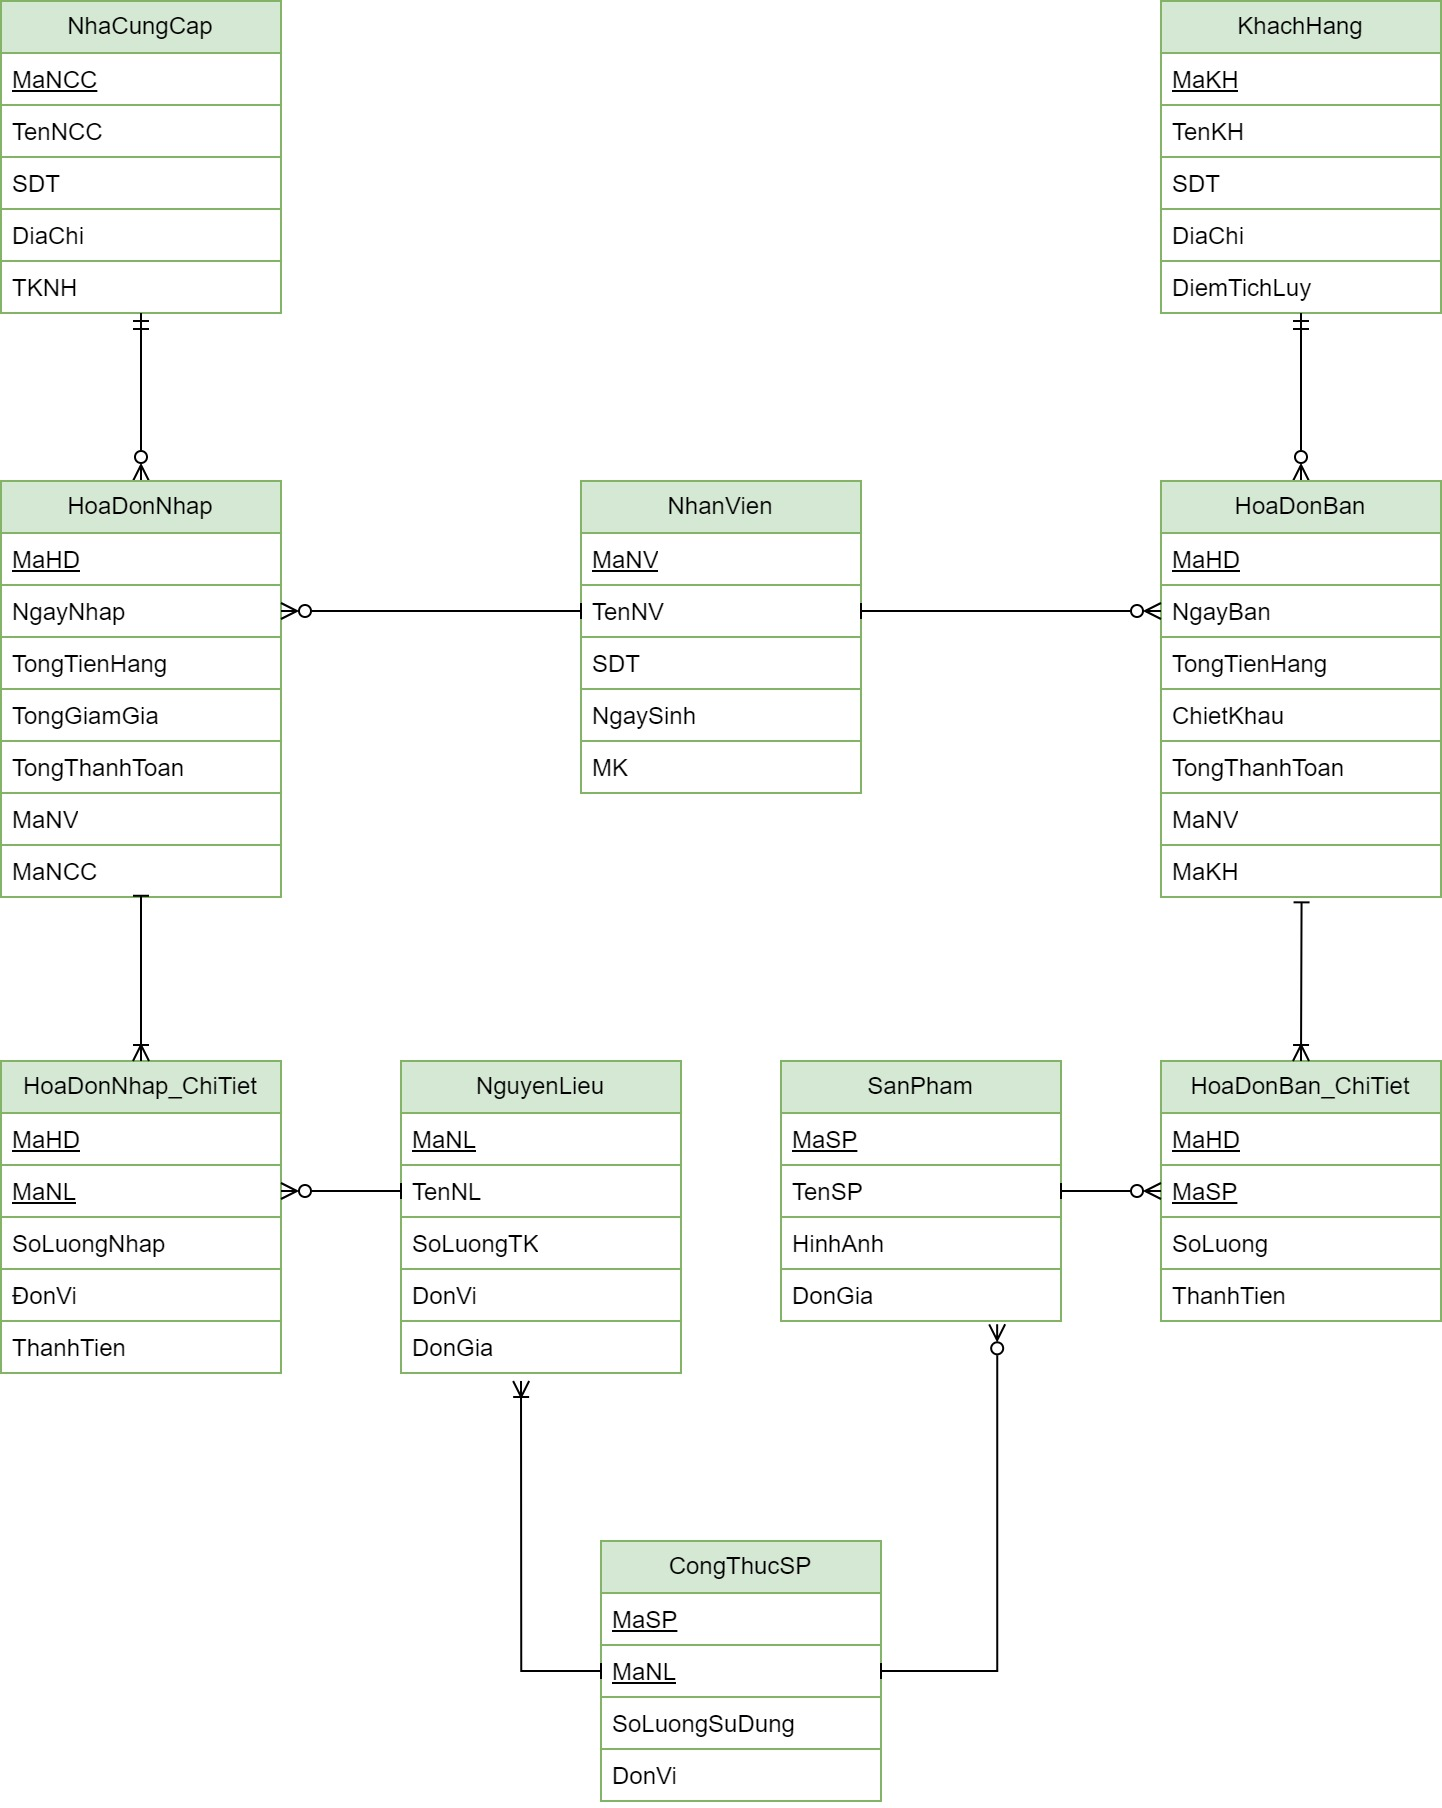 NhaCungCap
MaNCC
TenNCC
SDT
DiaChi
TKNH
KhachHang
MaKH
TenKH
SDT
DiaChi
DiemTichLuy
HoaDonNhap
MaHD
NgayNhap
TongTienHang
TongGiamGia
TongThanhToan
MaNV
MaNCC
NhanVien
MaNV
TenNV
SDT
NgaySinh
MK
HoaDonBan
MaHD
NgayBan
TongTienHang
ChietKhau
TongThanhToan
MaNV
MaKH
HoaDonNhap_ChiTiet
MaHD
MaNL
SoLuongNhap
ĐonVi
ThanhTien
NguyenLieu
MaNL
TenNL
SoLuongTK
DonVi
DonGia
SanPham
MaSP
TenSP
HinhAnh
DonGia
HoaDonBan_ChiTiet
MaHD
MaSP
SoLuong
ThanhTien
CongThucSP
MaSP
MaNL
SoLuongSuDung
DonVi